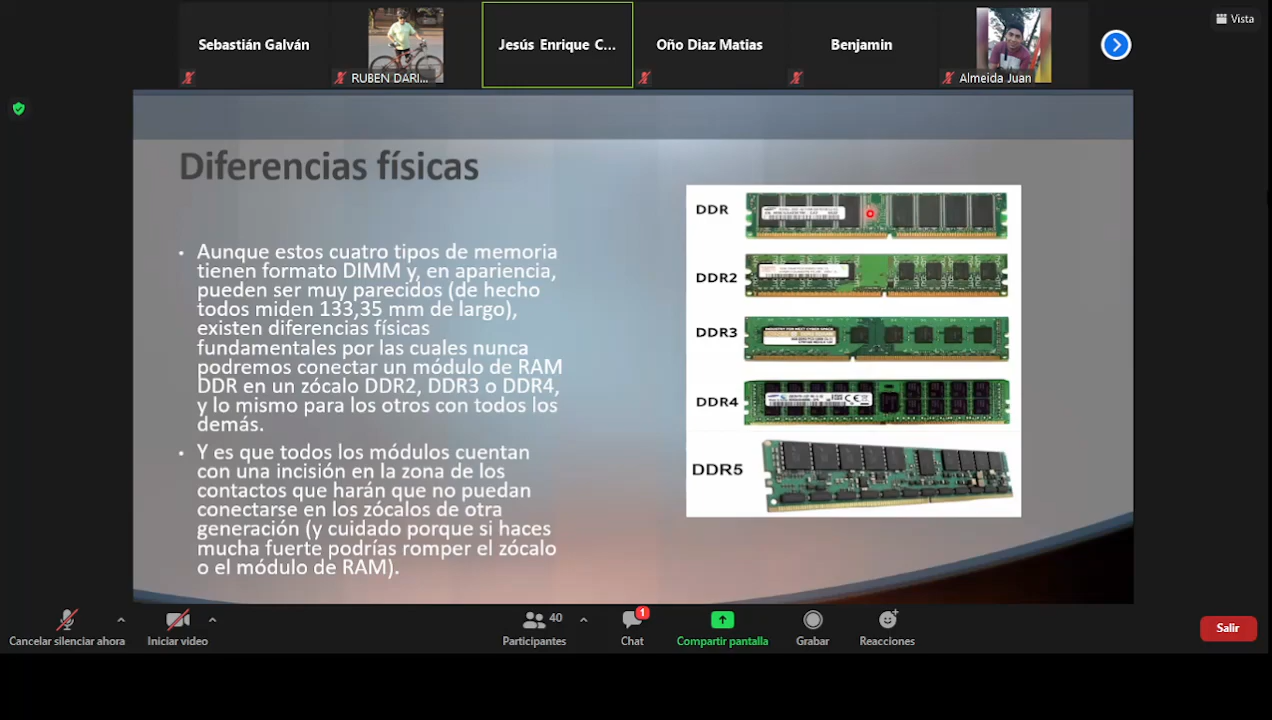 Vista
Sebastián Galván
RUBEN DARI...
Jesús Enrique C...
Oño Diaz Matias
Benjamin
Almeida Juan
Diferencias físicas
• Aunque estos cuatro tipos de memoria
tienen formato DIMM y, en apariencia,
pueden ser muy parecidos (de hecho
todos miden 133,35 mm de largo),
existen diferencias físicas
fundamentales por las cuales nunca
podremos conectar un módulo de RAM
DDR en un zócalo DDR2, DDR3 o DDR4,
y lo mismo para los otros con todos los
demás.
• Y es que todos los módulos cuentan
con una incisión en la zona de los
contactos que harán que no puedan
conectarse en los zócalos de otra
generación (y cuidado porque si haces
mucha fuerte podrías romper el zócalo
o el módulo de RAM).
DDR
DDR2
DDR3
DDR4
DDR5
Cancelar silenciar ahora
Iniciar video
40
Participantes
1
Chat
Compartir pantalla
Grabar
Reacciones
Salir